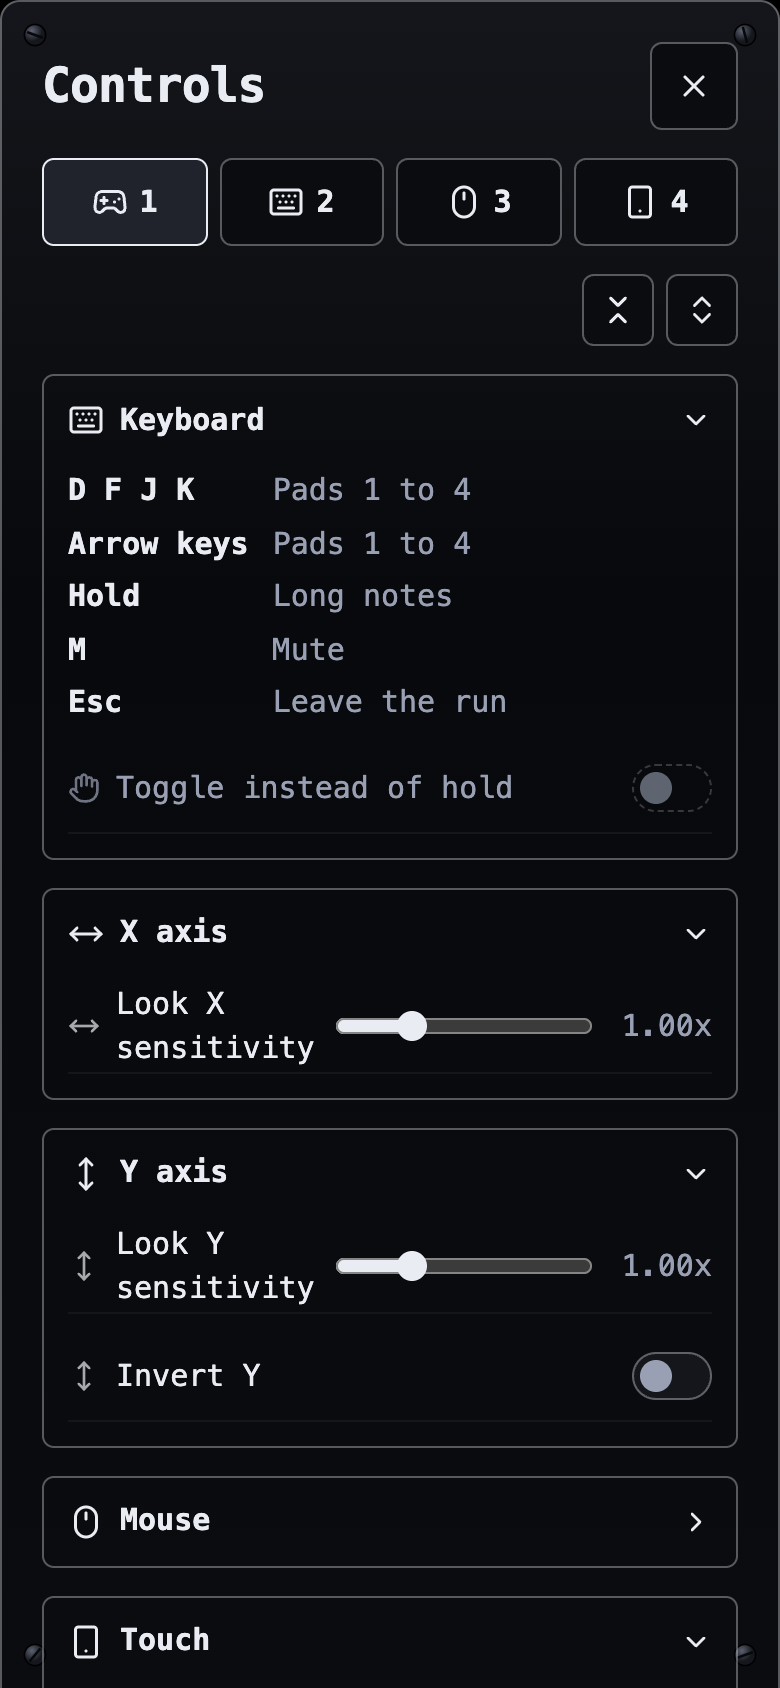 Controls
1 2 3 4
Keyboard
D F J K Pads 1 to 4
Arrow keys Pads 1 to 4
Hold Long notes
M Mute
Esc Leave the run
Toggle instead of hold
X axis
Look X
sensitivity 1.00x
Y axis
Look Y
sensitivity 1.00x
Invert Y
Mouse
Touch